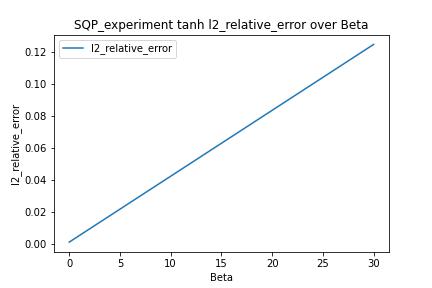 SQP_experiment tanh l2_relative_error over Beta
l2_relative_error
0.12
0.10
0.08
0.06
0.04
0.02
0.00
l2_relative_error
0 5 10 15 20 25 30
Beta